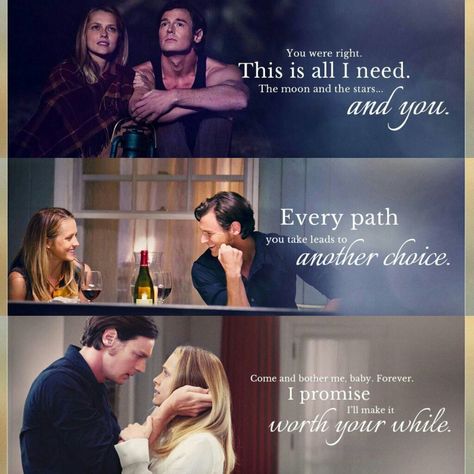 You were right.
This is all I need.
The moon and the stars...
and you.
Every path
you take leads to
another choice.
Come and bother me, baby. Forever.
I promise
I'll make it
worth your while.